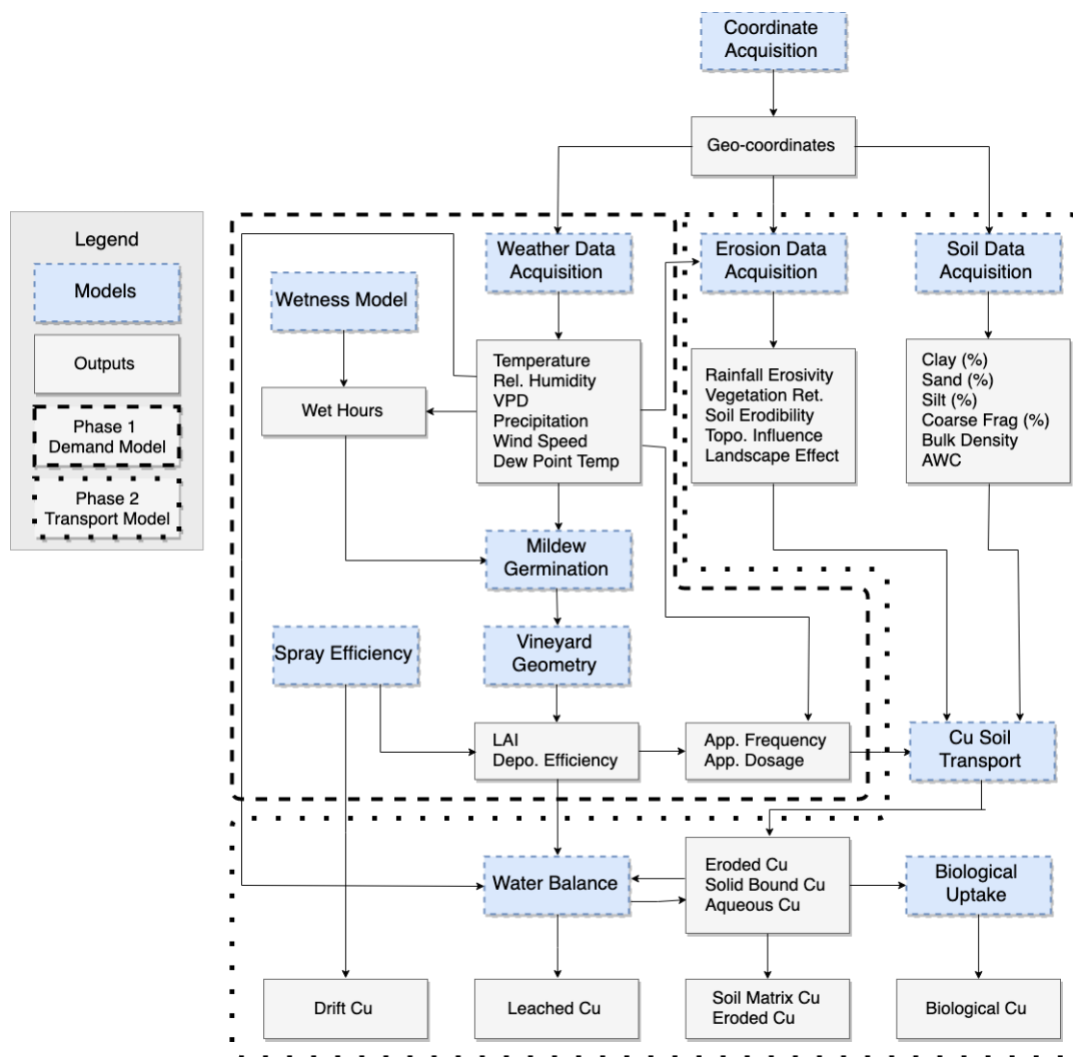 Coordinate
Acquisition
Geo-coordinates
Legend
Models
Outputs
Phase 1
Demand Model
Phase 2
Transport Model
Weather Data
Acquisition
Erosion Data
Acquisition
Soil Data
Acquisition
Wetness Model
Wet Hours
Temperature
Rel. Humidity
VPD
Precipitation
Wind Speed
Dew Point Temp
Rainfall Erosivity
Vegetation Ret.
Soil Erodibility
Topo. Influence
Landscape Effect
Clay (%)
Sand (%)
Silt (%)
Coarse Frag (%)
Bulk Density
AWC
Mildew
Germination
Spray Efficiency
Vineyard
Geometry
LAI
Depo. Efficiency
App. Frequency
App. Dosage
Cu Soil
Transport
Water Balance
Eroded Cu
Solid Bound Cu
Aqueous Cu
Biological
Uptake
Drift Cu
Leached Cu
Soil Matrix Cu
Eroded Cu
Biological Cu